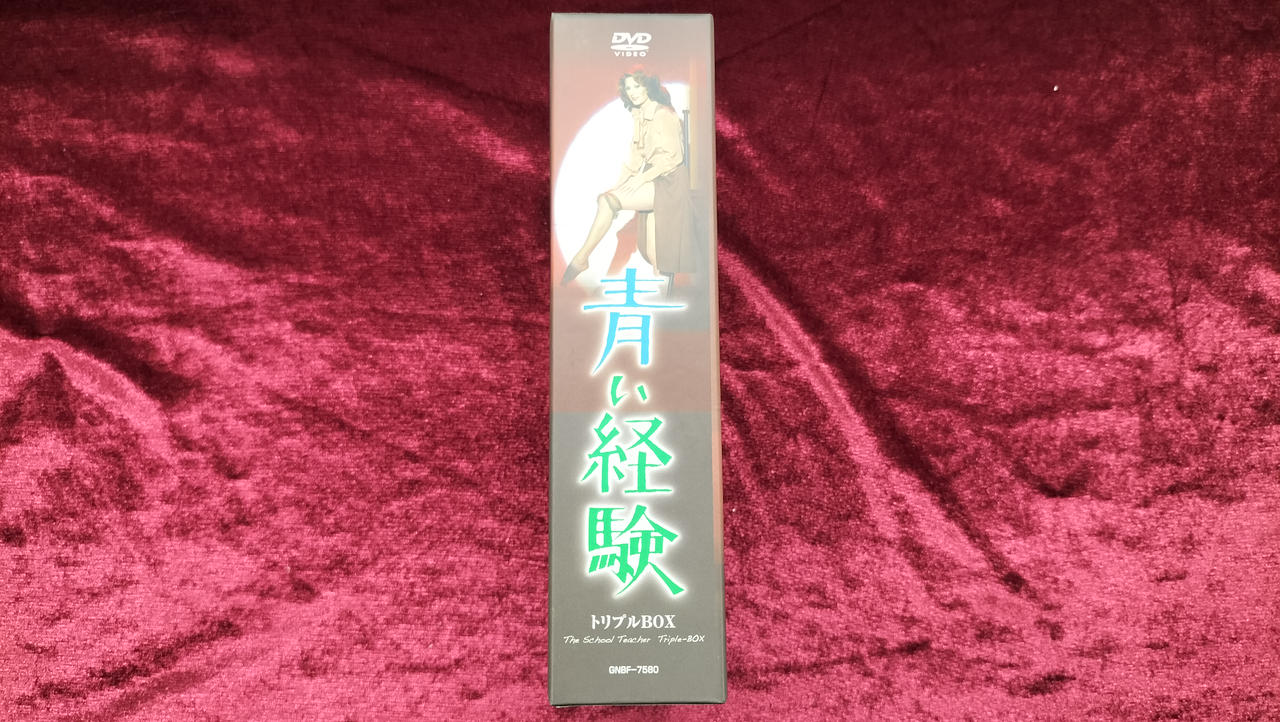 DVD
VIDEO
青い経験
トリプルBOX
The School Teacher Triple-BOX
GNBF-7580